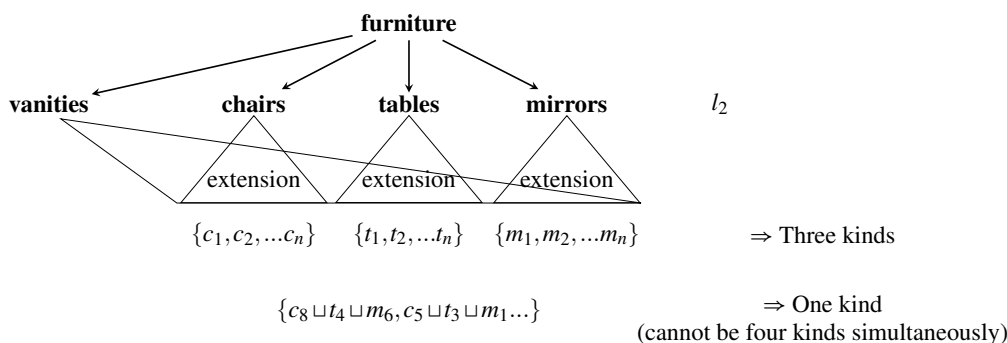 furniture
vanities chairs tables mirrors l₂
extension extension extension
{c₁, c₂, ...cₙ} {t₁, t₂, ...tₙ} {m₁, m₂, ...mₙ} ⇒ Three kinds
{c₈ ⊔ t₄ ⊔ m₆, c₅ ⊔ t₃ ⊔ m₁...} ⇒ One kind
(cannot be four kinds simultaneously)